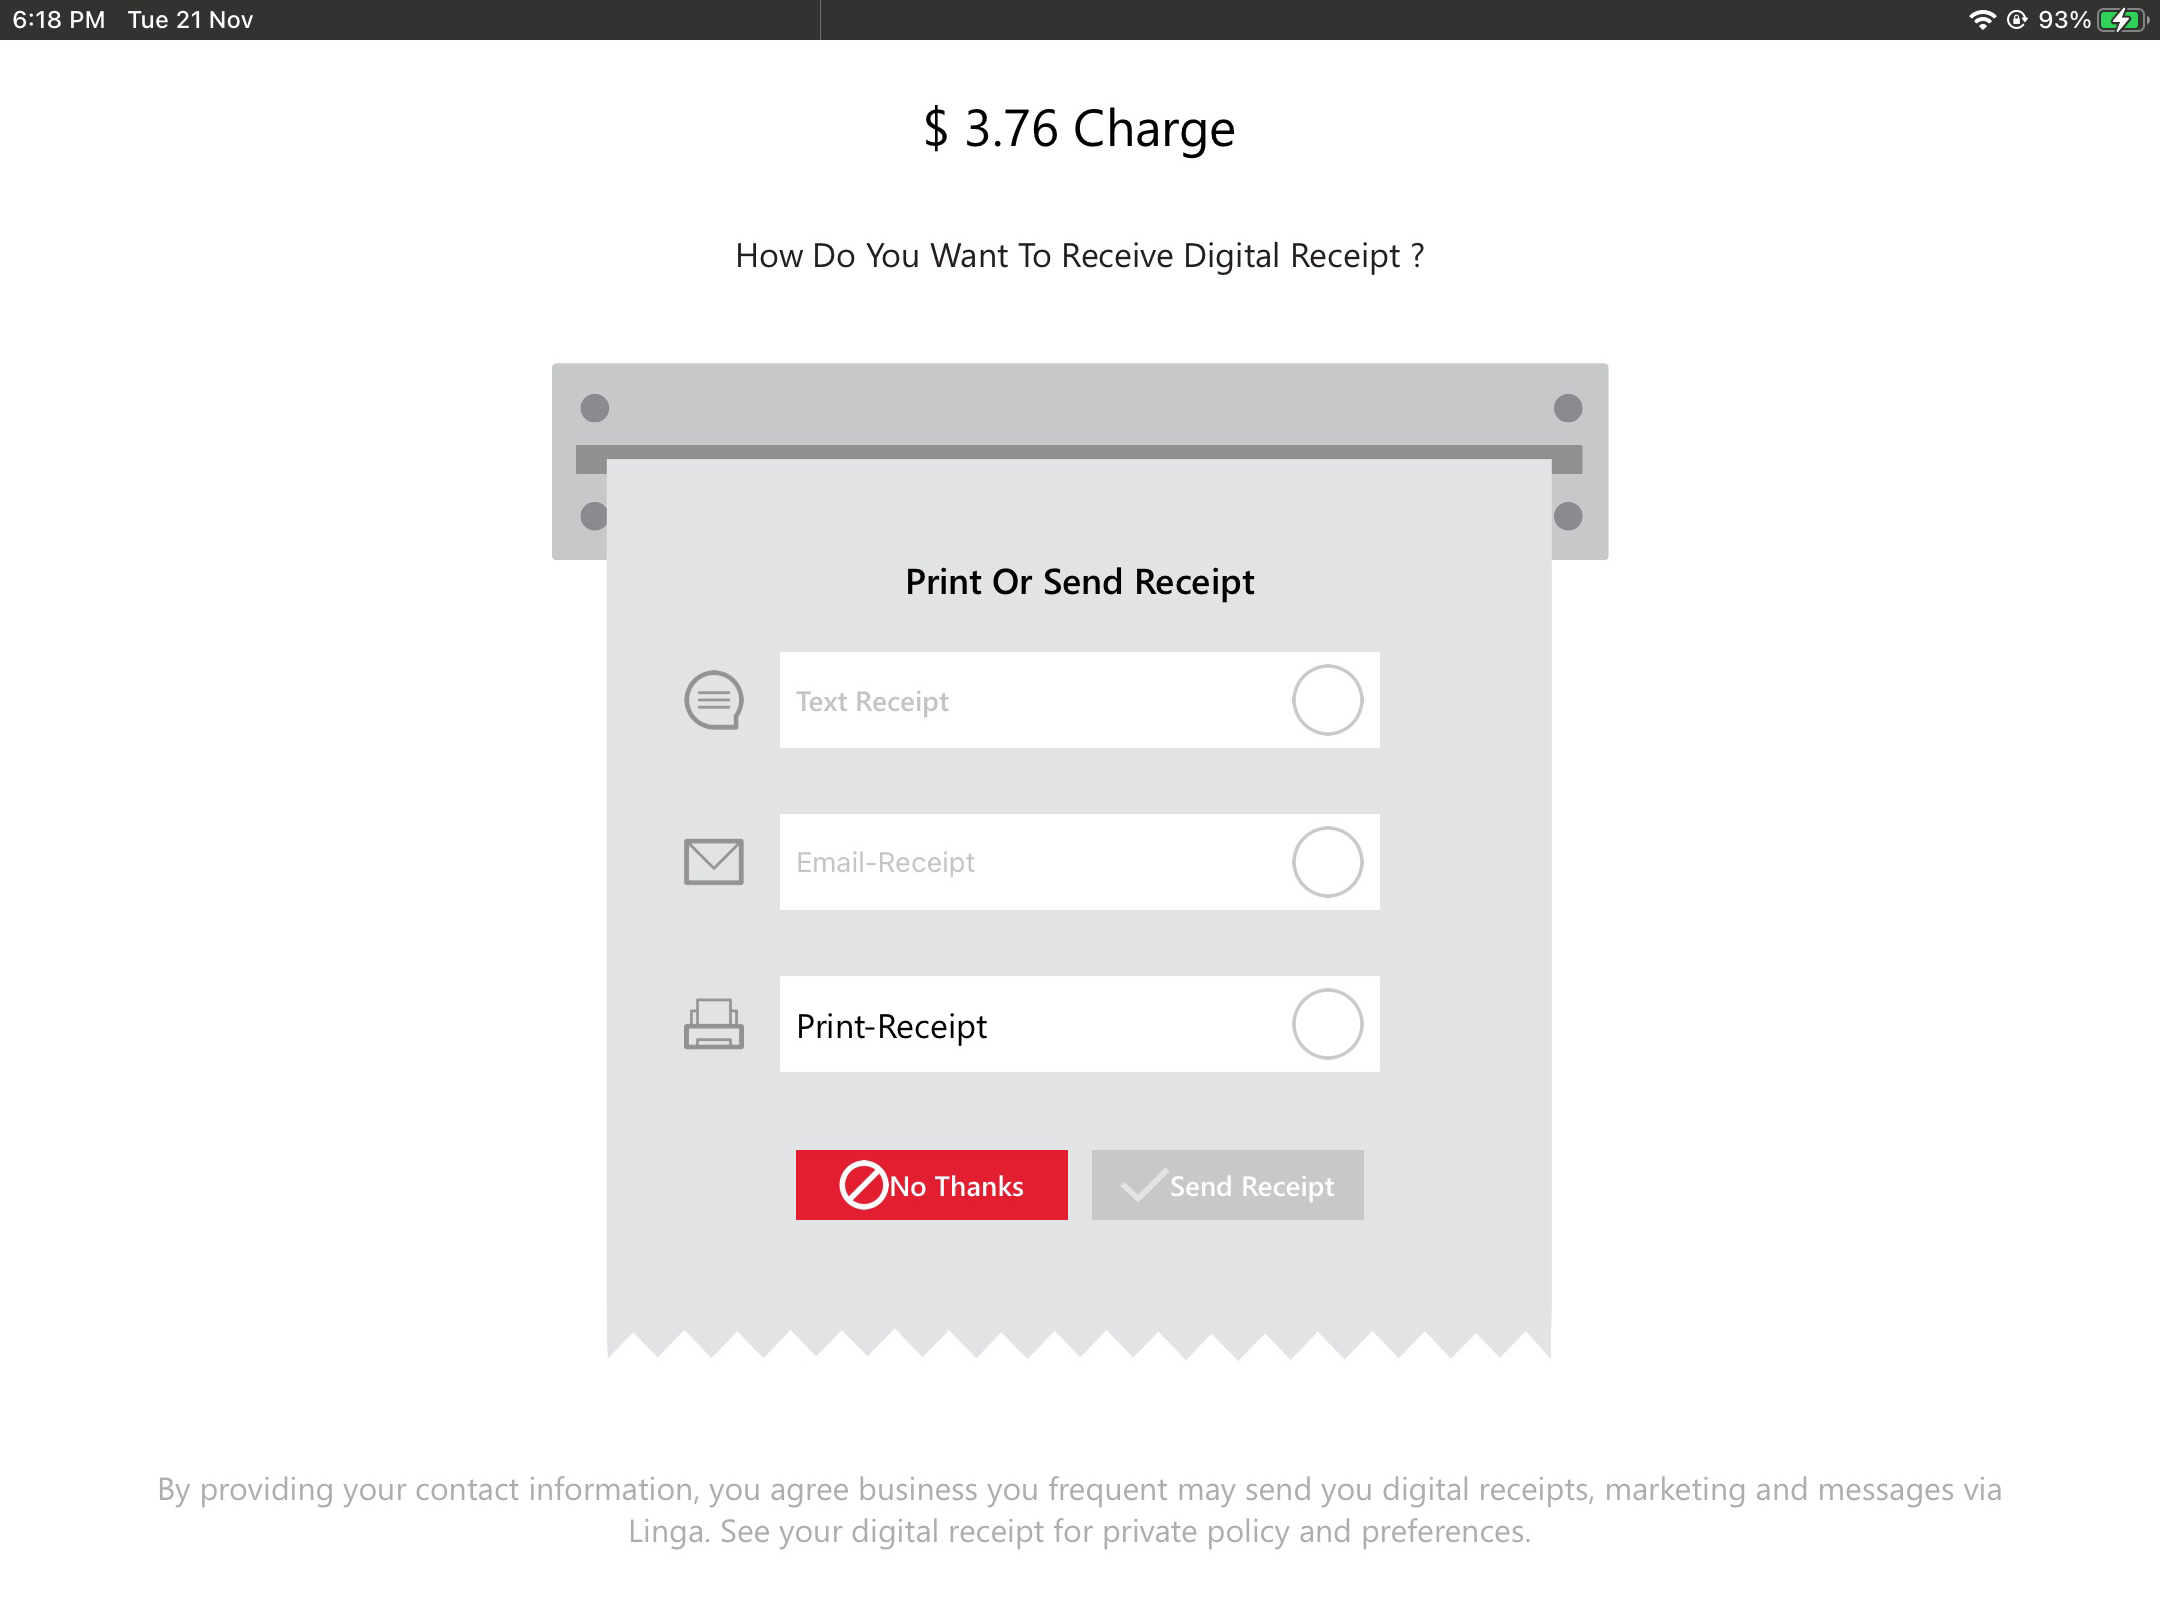 6:18 PM Tue 21 Nov 93%
$ 3.76 Charge
How Do You Want To Receive Digital Receipt ?
Print Or Send Receipt
Text Receipt
Email-Receipt
Print-Receipt
No Thanks Send Receipt
By providing your contact information, you agree business you frequent may send you digital receipts, marketing and messages via
Linga. See your digital receipt for private policy and preferences.